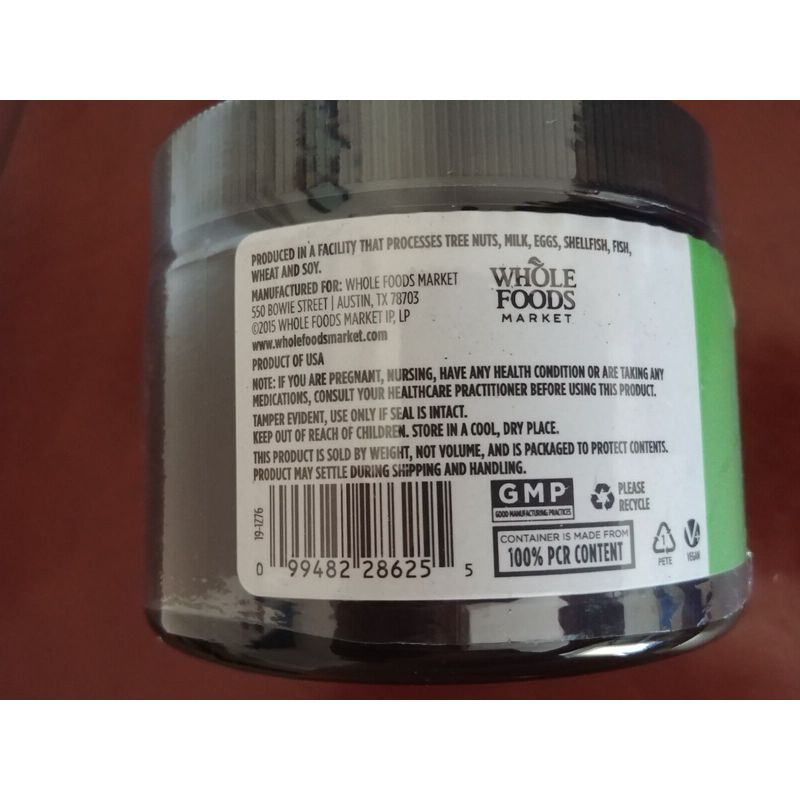 PRODUCED IN A FACILITY THAT PROCESSES TREE NUTS, MILK, EGGS, SHELLFISH, FISH,
WHEAT AND SOY.
MANUFACTURED FOR: WHOLE FOODS MARKET
550 BOWIE STREET | AUSTIN, TX 78703
©2015 WHOLE FOODS MARKET IP, LP
www.wholefoodsmarket.com
PRODUCT OF USA
WHOLE
FOODS
MARKET
NOTE: IF YOU ARE PREGNANT, NURSING, HAVE ANY HEALTH CONDITION OR ARE TAKING ANY
MEDICATIONS, CONSULT YOUR HEALTHCARE PRACTITIONER BEFORE USING THIS PRODUCT.
TAMPER EVIDENT, USE ONLY IF SEAL IS INTACT.
KEEP OUT OF REACH OF CHILDREN. STORE IN A COOL, DRY PLACE.
THIS PRODUCT IS SOLD BY WEIGHT, NOT VOLUME, AND IS PACKAGED TO PROTECT CONTENTS.
PRODUCT MAY SETTLE DURING SHIPPING AND HANDLING.
19-1Z76
0 99482 28625 5
GMP
GOOD MANUFACTURING PRACTICES
PLEASE
RECYCLE
CONTAINER IS MADE FROM
100% PCR CONTENT
1
PETE
VEGAN